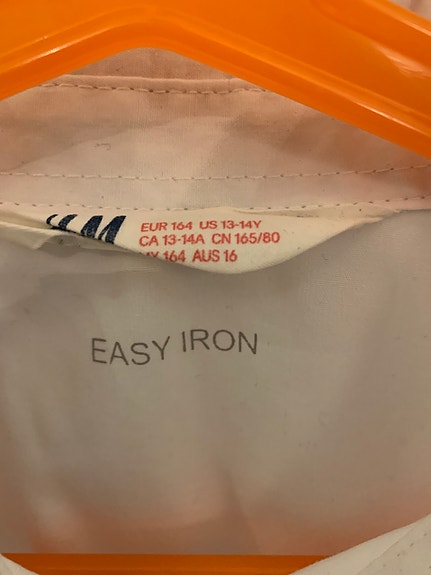 EUR 164 US 13-14Y
CA 13-14A CN 165/80
164 AUS 16
EASY IRON